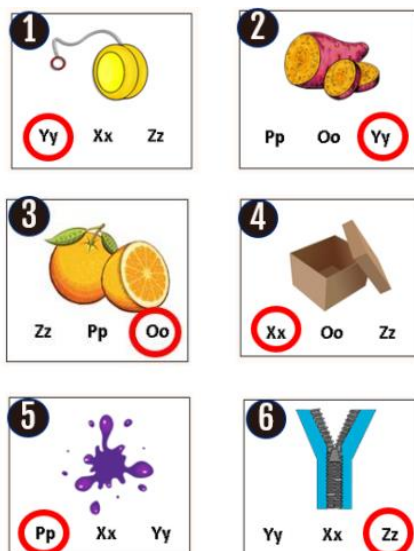 1
Yy Xx Zz
2
Pp Oo Yy
3
Zz Pp Oo
4
Xx Oo Zz
5
Pp Xx Yy
6
Yy Xx Zz